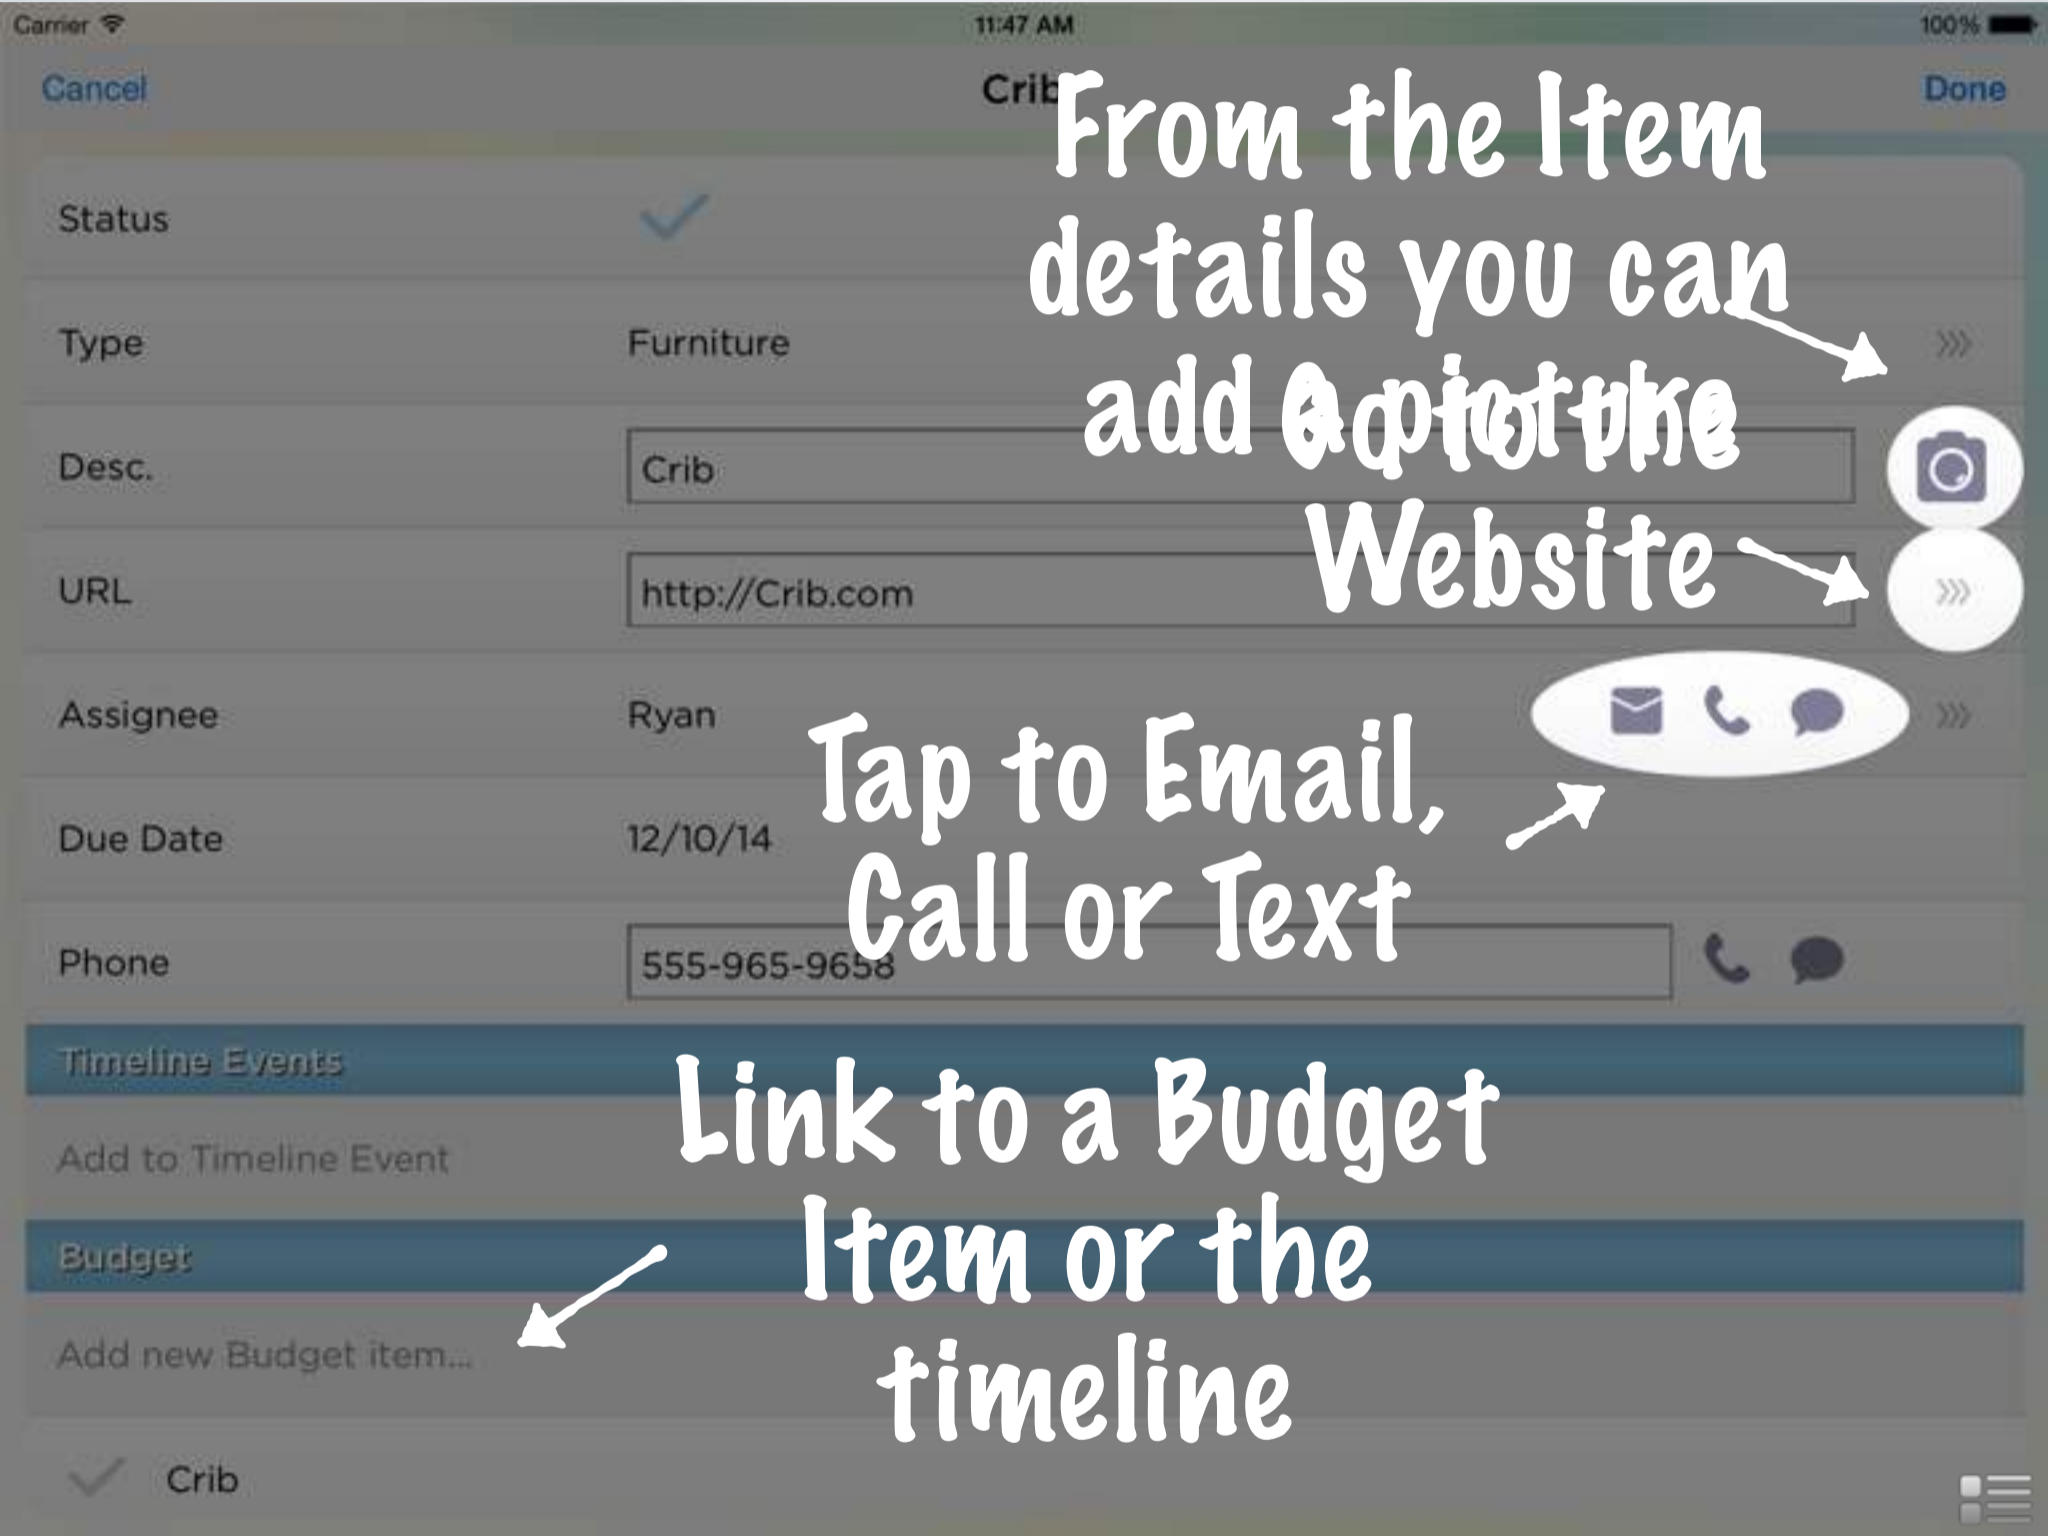 Carrier 11:47 AM 100%
Cancel Crib Done
From the Item
details you can
add a picture
Go to the
Website
Status
Type Furniture
Desc. Crib
URL http://Crib.com
Assignee Ryan
Tap to Email,
Call or Text
Due Date 12/10/14
Phone 555-965-9658
Timeline Events
Add to Timeline Event
Link to a Budget
Item or the
timeline
Budget
Add new Budget item...
Crib